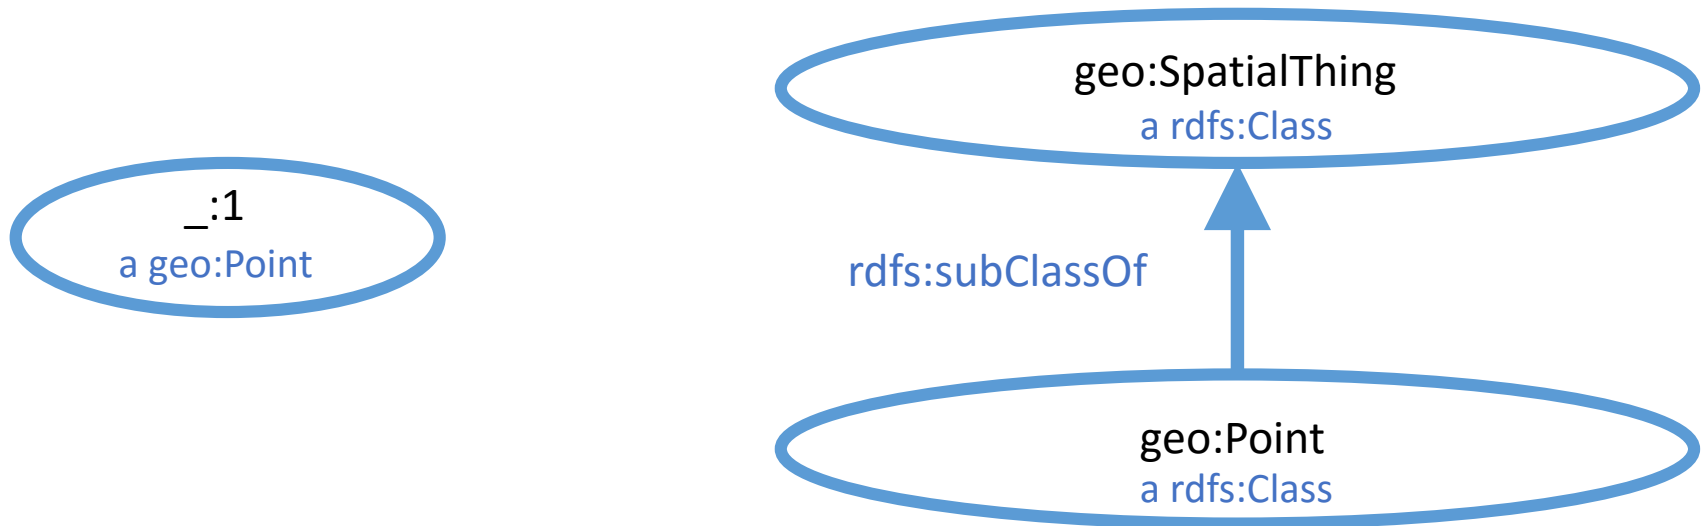 _:1
a geo:Point
geo:SpatialThing
a rdfs:Class
rdfs:subClassOf
geo:Point
a rdfs:Class